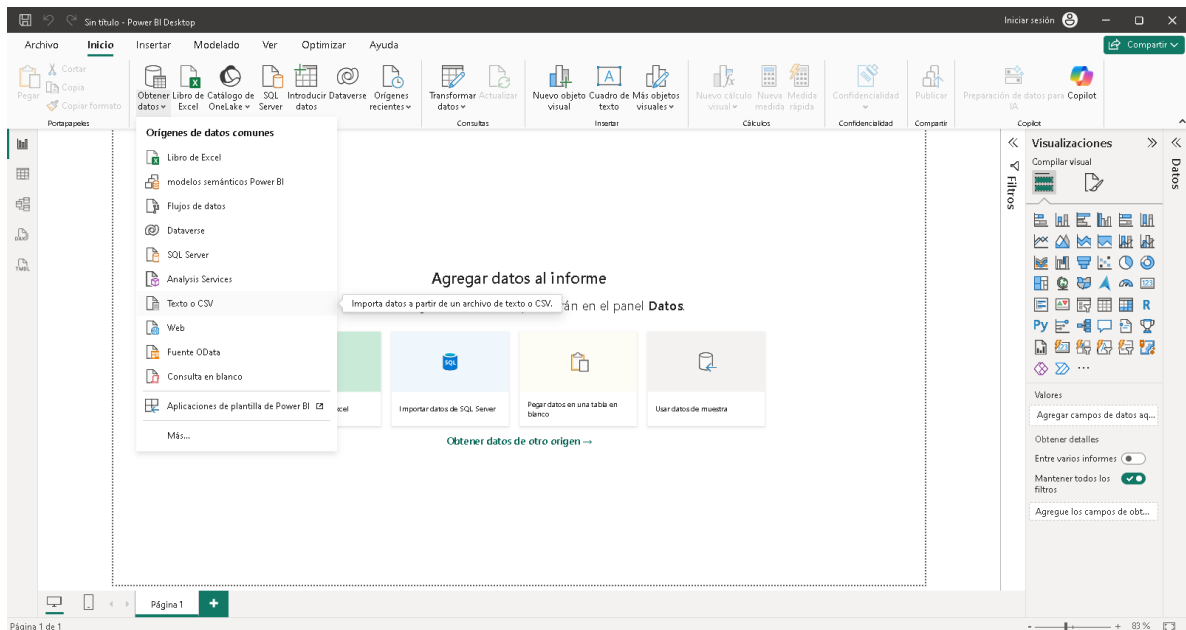 Sin título - Power BI Desktop
Iniciar sesión
Archivo Inicio Insertar Modelado Ver Optimizar Ayuda
Compartir
Pegar
Cortar
Copia
Copiar formato
Portapapeles
Obtener datos
Libro de Excel
Catálogo de OneLake
SQL Server
Introducir datos
Dataverse
Orígenes recientes
Transformar datos
Actualizar
Consultas
Nuevo objeto visual
Cuadro de texto
Más objetos visuales
Insertar
Nuevo cálculo visual
Nueva medida
Medida rápida
Cálculos
Confidencialidad
Confidencialidad
Publicar
Compartir
Preparación de datos para IA
Copilot
Copilot
Orígenes de datos comunes
Libro de Excel
modelos semánticos Power BI
Flujos de datos
Dataverse
SQL Server
Analysis Services
Texto o CSV
Web
Fuente OData
Consulta en blanco
Aplicaciones de plantilla de Power BI
Más...
Importa datos a partir de un archivo de texto o CSV.
DAX
TMDL
Agregar datos al informe
án en el panel Datos.
xcel
SQL
Importar datos de SQL Server
Pegar datos en una tabla en
blanco
Usar datos de muestra
Obtener datos de otro origen →
Filtros
Visualizaciones
Compilar visual
123
R
Py
Valores
Agregar campos de datos aq...
Obtener detalles
Entre varios informes
Mantener todos los
filtros
Agregue los campos de obt...
Datos
Página 1
Página 1 de 1
83 %